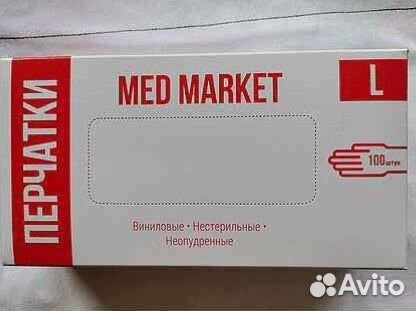 ПЕРЧАТКИ
MED MARKET
L
100 штук
Виниловые • Нестерильные •
Неопудренные
Avito